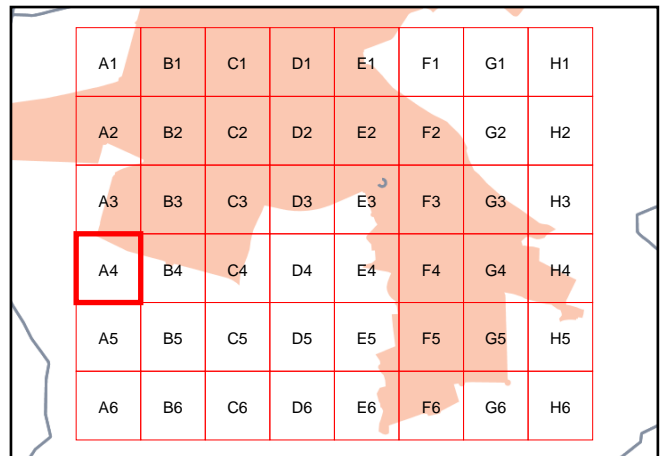 A1 B1 C1 D1 E1 F1 G1 H1
A2 B2 C2 D2 E2 F2 G2 H2
A3 B3 C3 D3 E3 F3 G3 H3
A4 B4 C4 D4 E4 F4 G4 H4
A5 B5 C5 D5 E5 F5 G5 H5
A6 B6 C6 D6 E6 F6 G6 H6